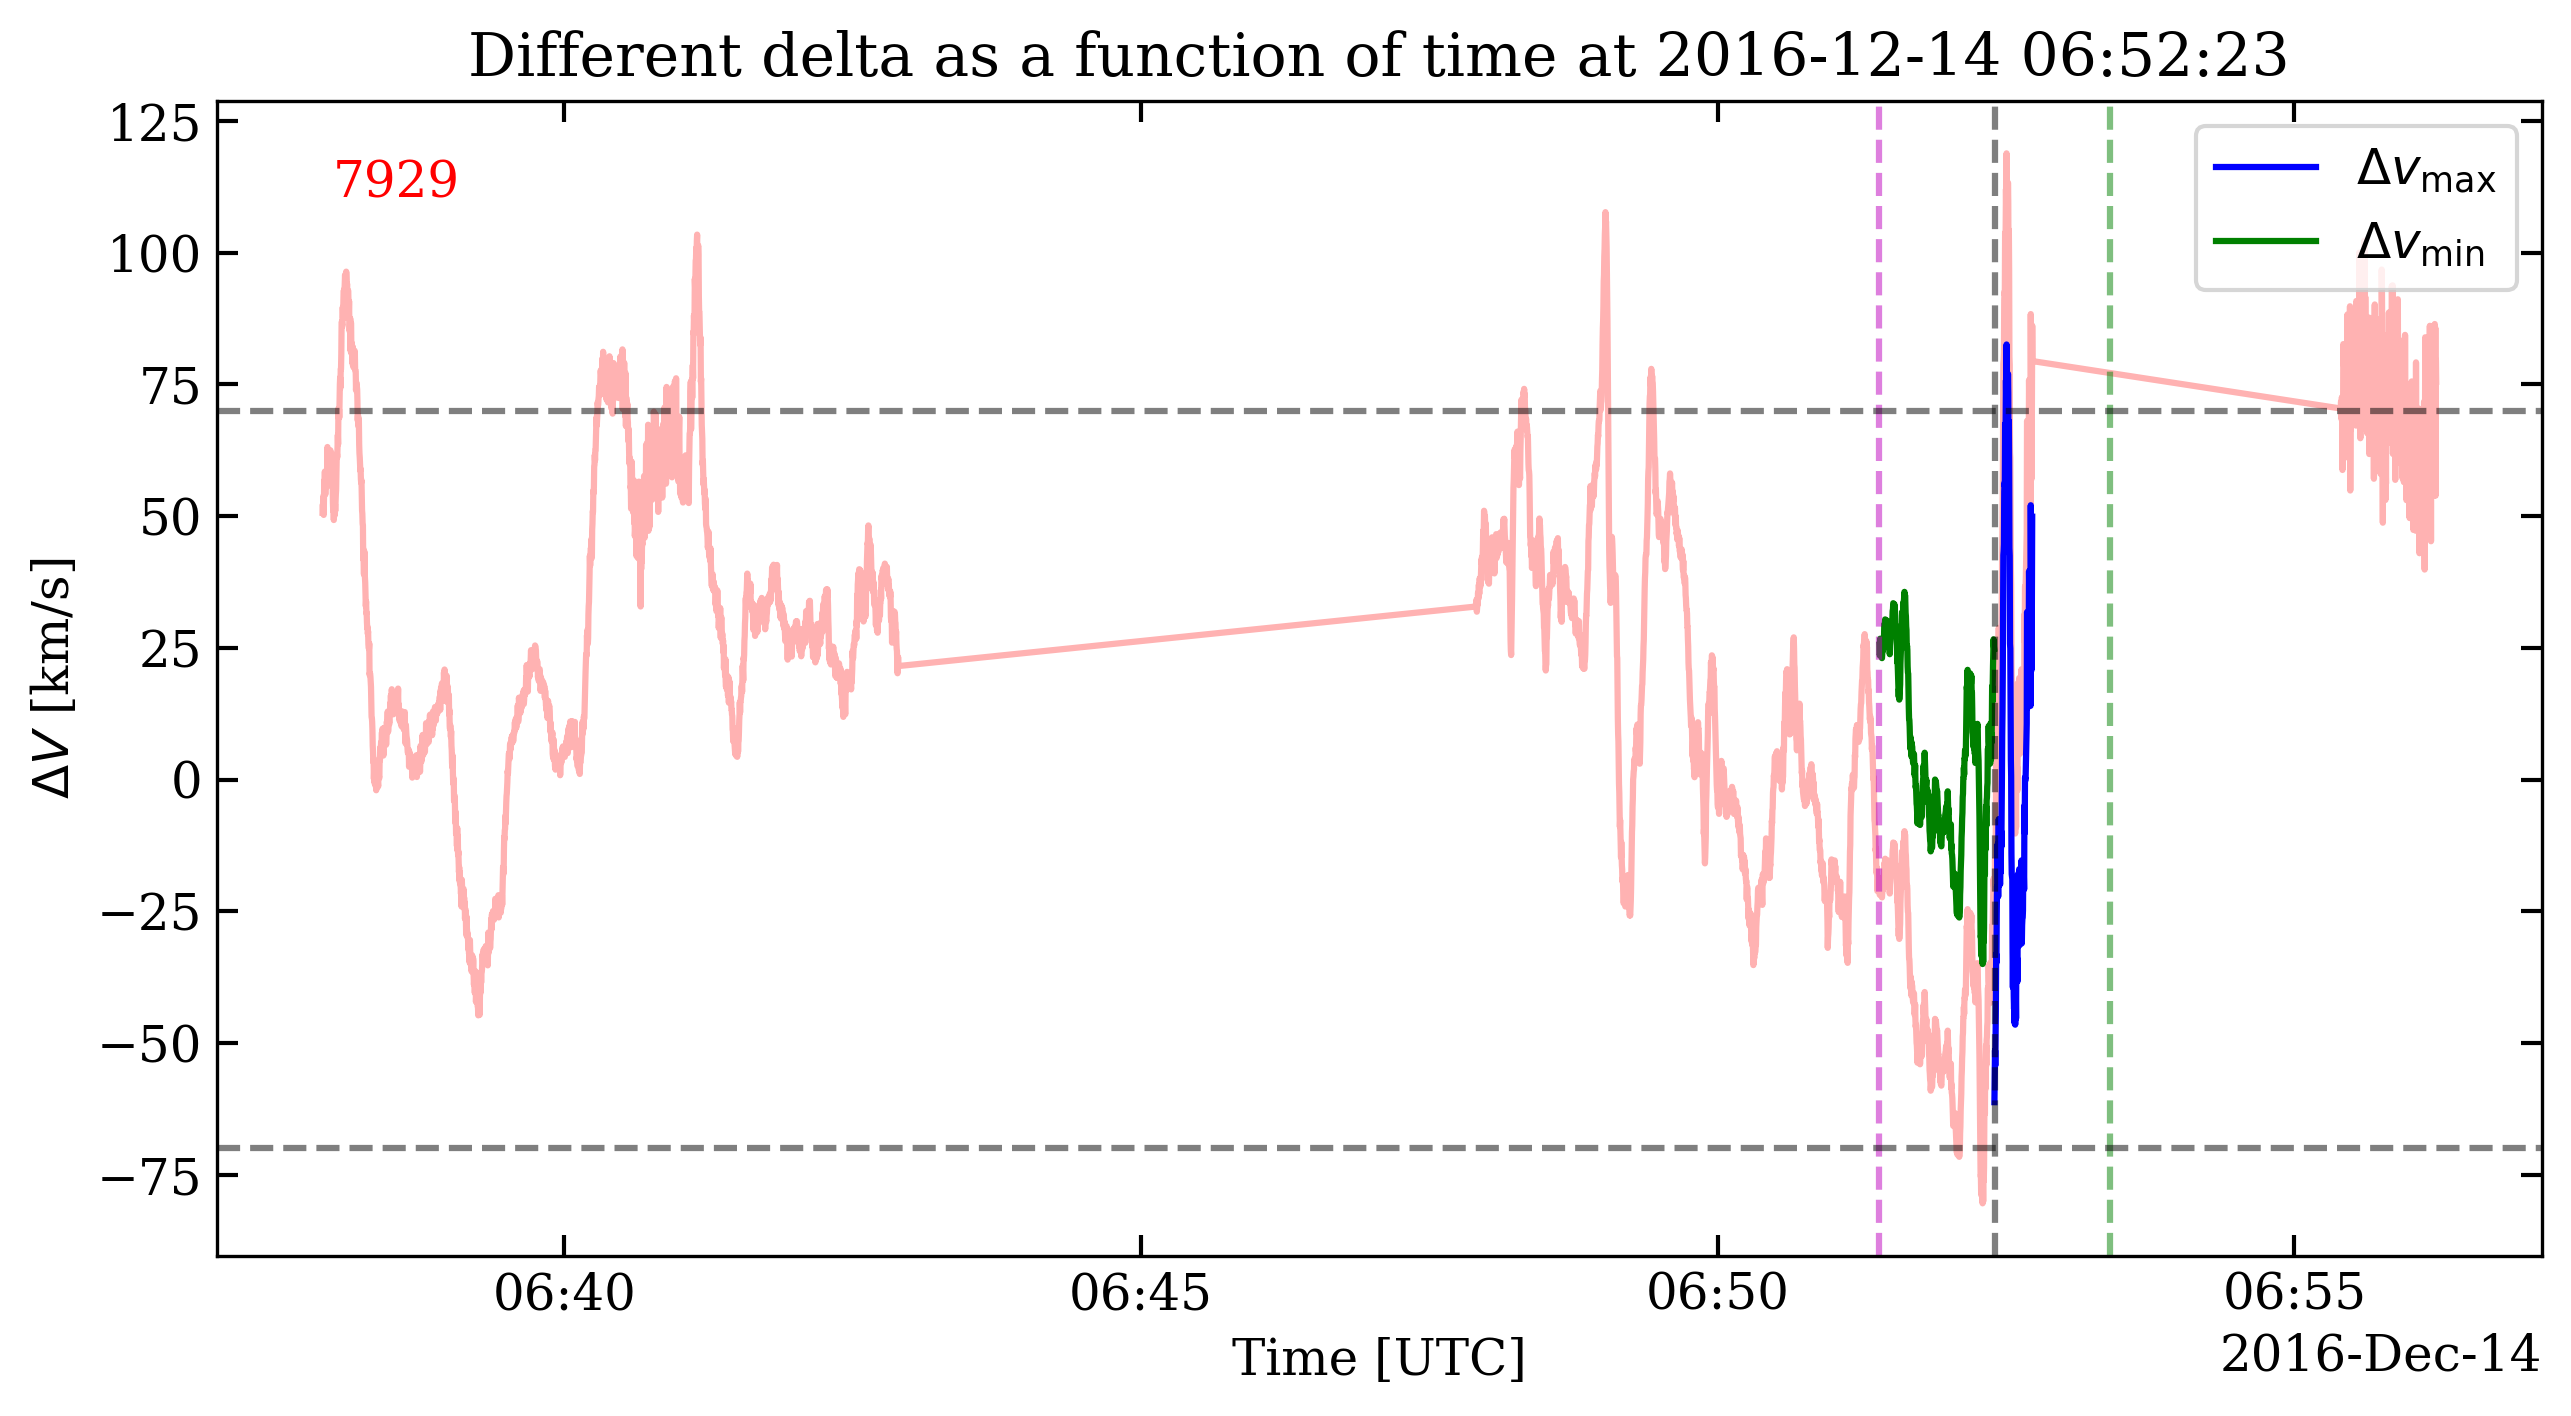 Different delta as a function of time at 2016-12-14 06:52:23
7929
Δv_max
Δv_min
ΔV [km/s]
125
100
75
50
25
0
−25
−50
−75
06:40 06:45 06:50 06:55
Time [UTC]
2016-Dec-14